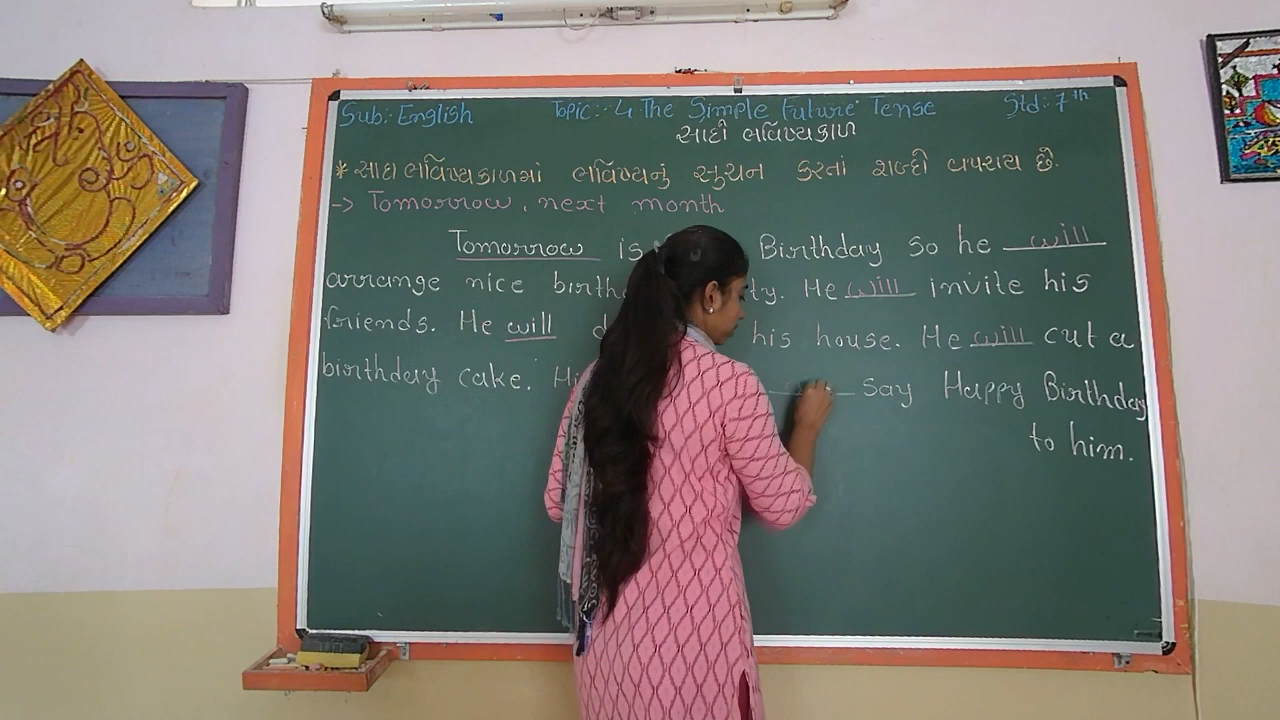 Sub:- English Topic:- 4 The Simple Future Tense Std:- 7th
સાદો ભવિષ્યકાળ
* સાદા ભવિષ્યકાળમાં ભવિષ્યનું સુચન કરતાં શબ્દો વપરાય છે.
-> Tomorrow, next month
Tomorrow is Birthday so he will
arrange nice ty. He will invite his
friends. He will his house. He will cut a
birthday cake. say Happy Birthday
to him.